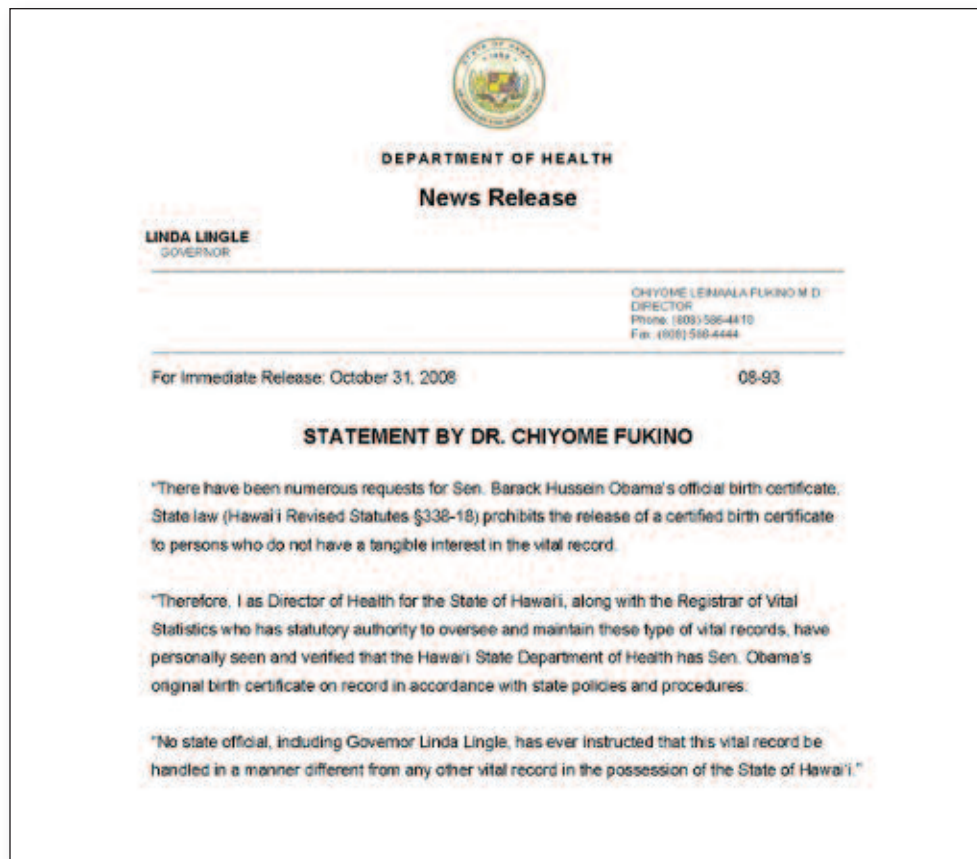 DEPARTMENT OF HEALTH
News Release
LINDA LINGLE
GOVERNOR
CHIYOME LEINAALA FUKINO M.D.
DIRECTOR
Phone: (808) 586-4410
Fax: (808) 586-4444
For Immediate Release: October 31, 2008
08-93
STATEMENT BY DR. CHIYOME FUKINO
"There have been numerous requests for Sen. Barack Hussein Obama's official birth certificate.
State law (Hawai'i Revised Statutes §338-18) prohibits the release of a certified birth certificate
to persons who do not have a tangible interest in the vital record.
"Therefore, I as Director of Health for the State of Hawai'i, along with the Registrar of Vital
Statistics who has statutory authority to oversee and maintain these type of vital records, have
personally seen and verified that the Hawai'i State Department of Health has Sen. Obama's
original birth certificate on record in accordance with state policies and procedures.
"No state official, including Governor Linda Lingle, has ever instructed that this vital record be
handled in a manner different from any other vital record in the possession of the State of Hawai'i."